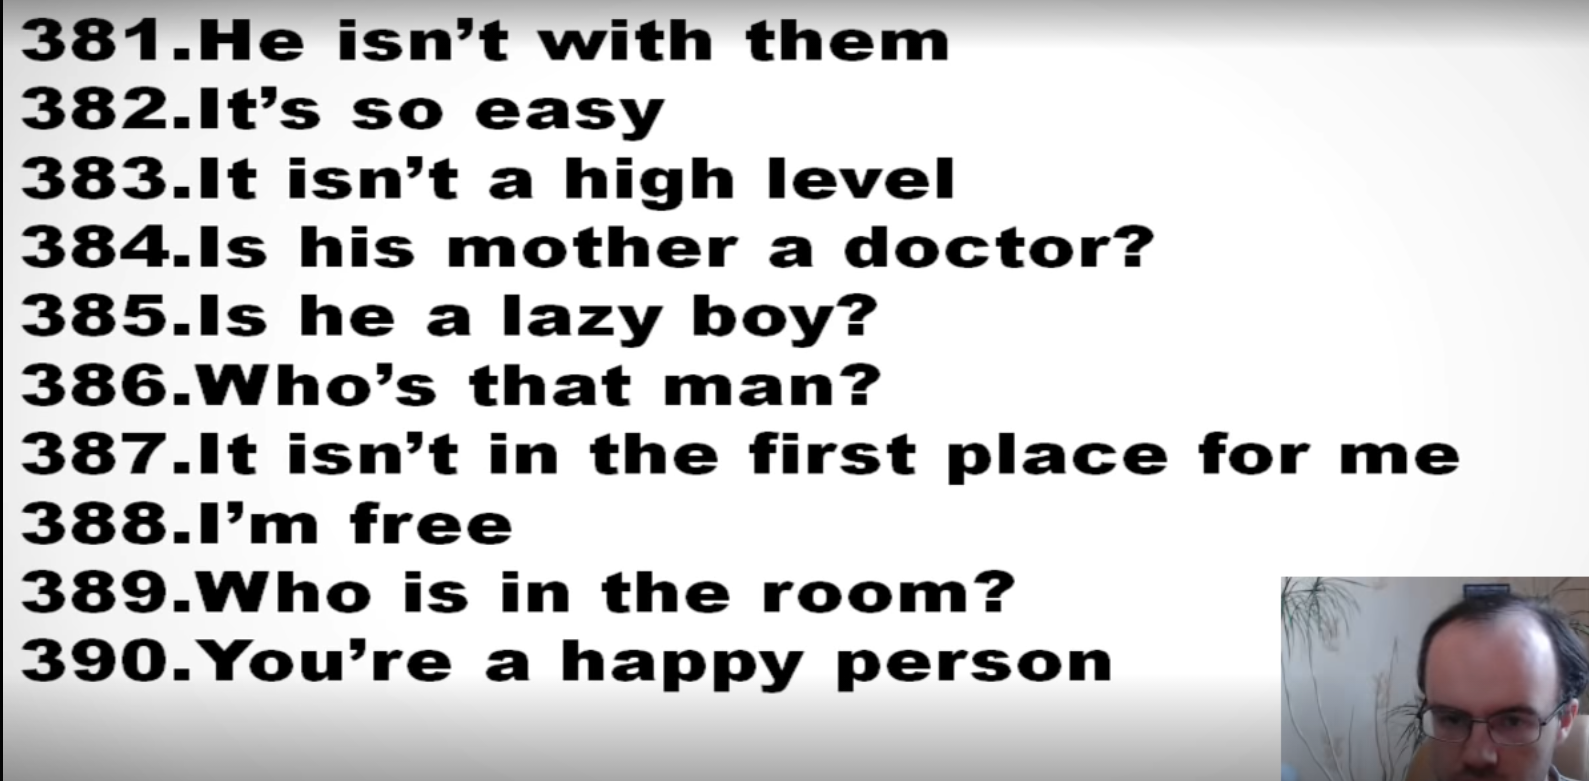 381.He isn’t with them
382.It’s so easy
383.It isn’t a high level
384.Is his mother a doctor?
385.Is he a lazy boy?
386.Who’s that man?
387.It isn’t in the first place for me
388.I’m free
389.Who is in the room?
390.You’re a happy person